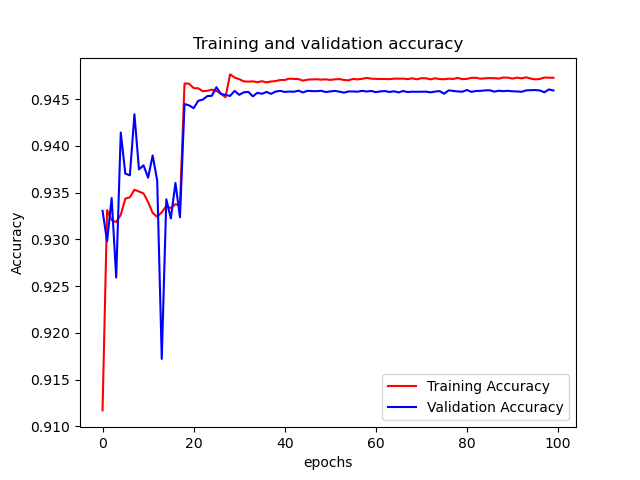 Training and validation accuracy
Accuracy
0.945
0.940
0.935
0.930
0.925
0.920
0.915
0.910
0
20
40
60
80
100
epochs
Training Accuracy
Validation Accuracy